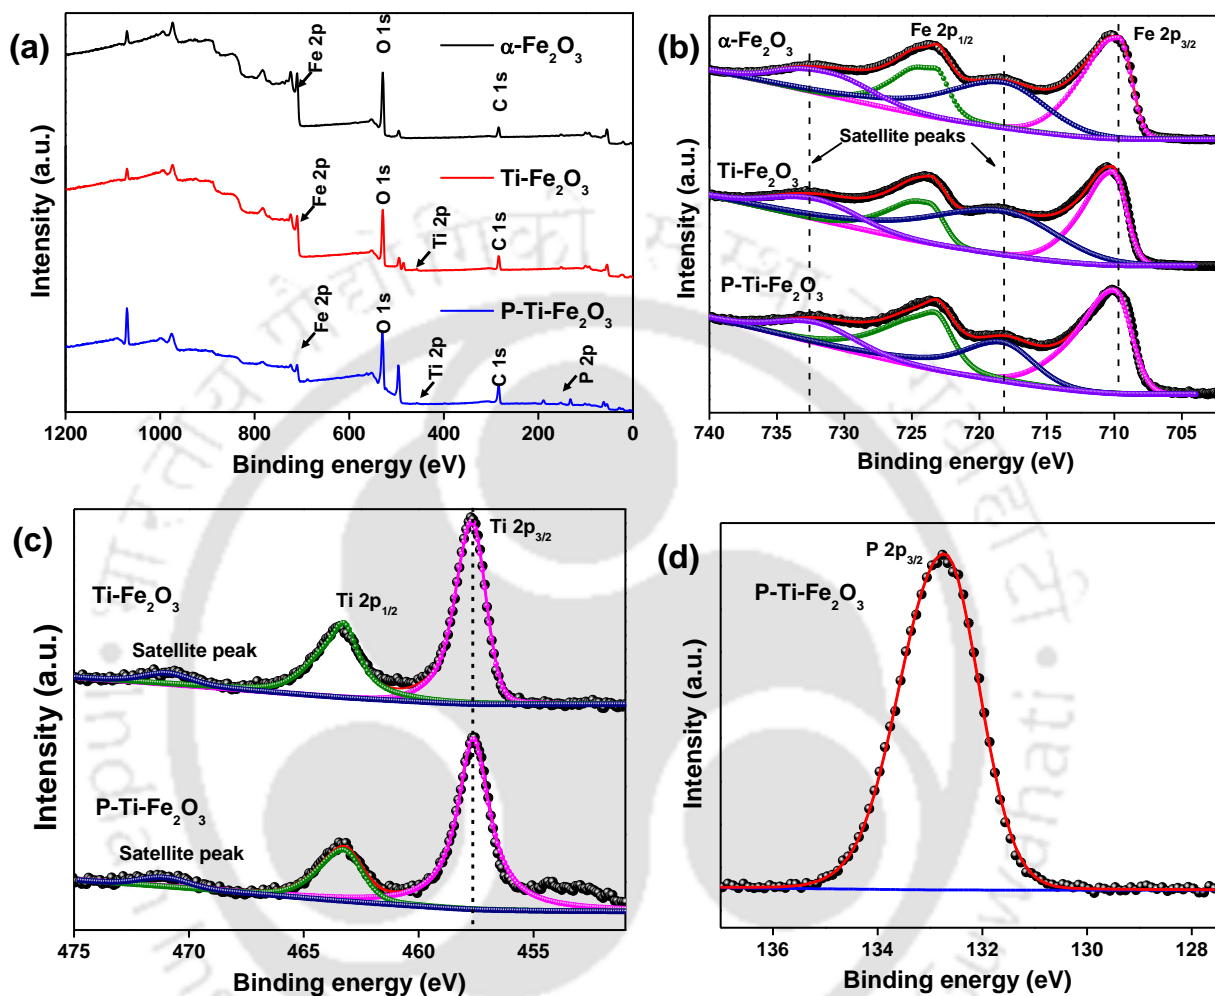 (a)
α-Fe₂O₃
Fe 2p
O 1s
C 1s
Ti-Fe₂O₃
Fe 2p
O 1s
Ti 2p
C 1s
P-Ti-Fe₂O₃
Fe 2p
O 1s
Ti 2p
C 1s
P 2p
Intensity (a.u.)
1200 1000 800 600 400 200 0
Binding energy (eV)
(b)
α-Fe₂O₃
Fe 2p₁/₂
Fe 2p₃/₂
Satellite peaks
Ti-Fe₂O₃
P-Ti-Fe₂O₃
Intensity (a.u.)
740 735 730 725 720 715 710 705
Binding energy (eV)
(c)
Ti 2p₃/₂
Ti-Fe₂O₃
Ti 2p₁/₂
Satellite peak
P-Ti-Fe₂O₃
Satellite peak
Intensity (a.u.)
475 470 465 460 455
Binding energy (eV)
(d)
P 2p₃/₂
P-Ti-Fe₂O₃
Intensity (a.u.)
136 134 132 130 128
Binding energy (eV)